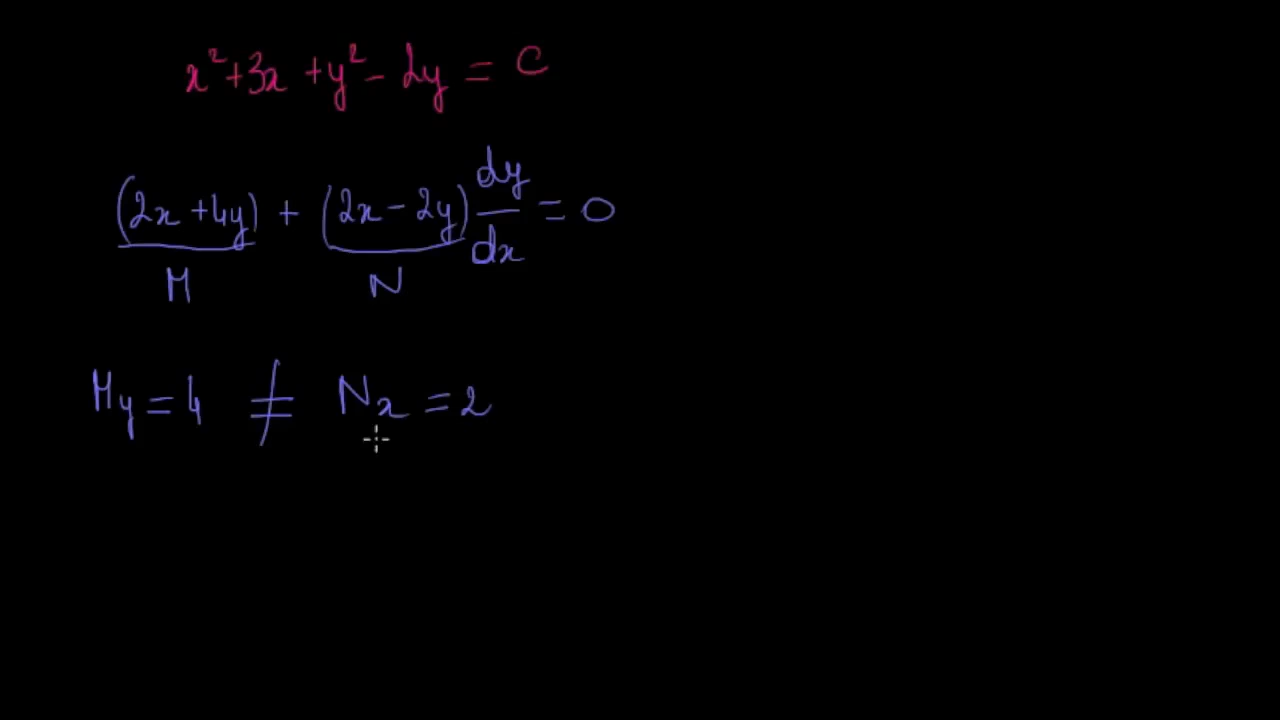 x²+3x+y²-2y = C
(2x+4y) + (2x-2y) dy/dx = 0
M N
My = 4 ≠ Nx = 2